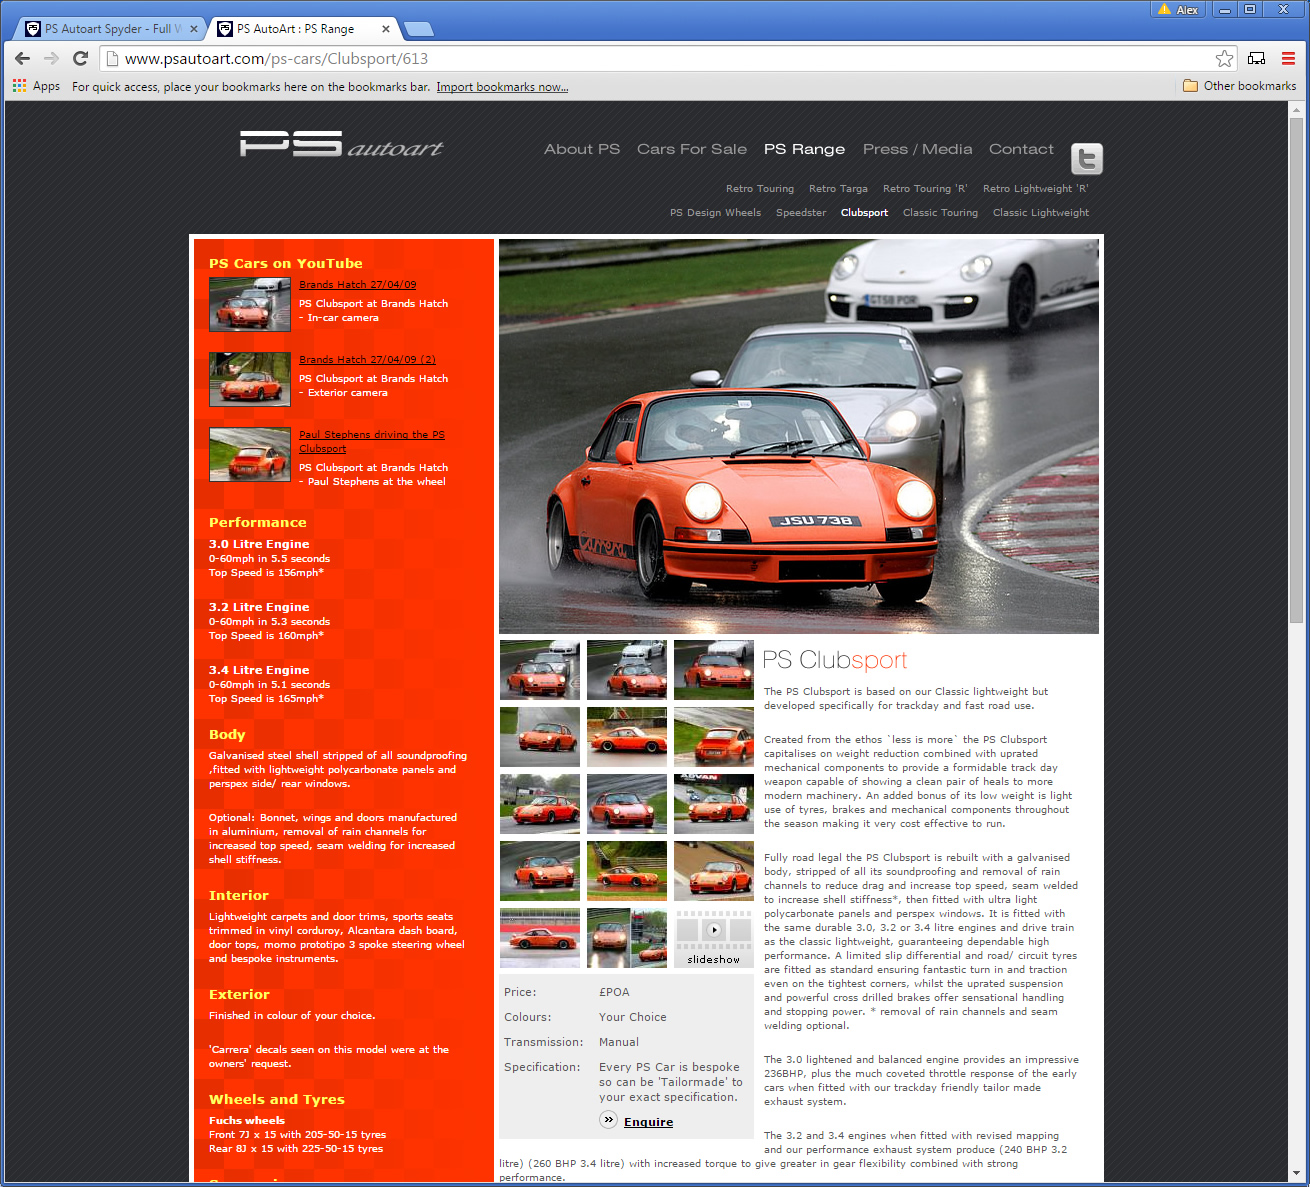 Alex
PS Autoart Spyder - Full W
PS AutoArt : PS Range
www.psautoart.com/ps-cars/Clubsport/613
Apps
For quick access, place your bookmarks here on the bookmarks bar. Import bookmarks now...
Other bookmarks
PS autoart
About PS
Cars For Sale
PS Range
Press / Media
Contact
t
Retro Touring
Retro Targa
Retro Touring 'R'
Retro Lightweight 'R'
PS Design Wheels
Speedster
Clubsport
Classic Touring
Classic Lightweight
PS Cars on YouTube
Brands Hatch 27/04/09
PS Clubsport at Brands Hatch
- In-car camera
Brands Hatch 27/04/09 (2)
PS Clubsport at Brands Hatch
- Exterior camera
Paul Stephens driving the PS
Clubsport
PS Clubsport at Brands Hatch
- Paul Stephens at the wheel
Performance
3.0 Litre Engine
0-60mph in 5.5 seconds
Top Speed is 156mph*
3.2 Litre Engine
0-60mph in 5.3 seconds
Top Speed is 160mph*
3.4 Litre Engine
0-60mph in 5.1 seconds
Top Speed is 165mph*
Body
Galvanised steel shell stripped of all soundproofing
,fitted with lightweight polycarbonate panels and
perspex side/ rear windows.
Optional: Bonnet, wings and doors manufactured
in aluminium, removal of rain channels for
increased top speed, seam welding for increased
shell stiffness.
Interior
Lightweight carpets and door trims, sports seats
trimmed in vinyl corduroy, Alcantara dash board,
door tops, momo prototipo 3 spoke steering wheel
and bespoke instruments.
Exterior
Finished in colour of your choice.
'Carrera' decals seen on this model were at the
owners' request.
Wheels and Tyres
Fuchs wheels
Front 7J x 15 with 205-50-15 tyres
Rear 8J x 15 with 225-50-15 tyres
GT58 POR
JSU 738
Carrera
ADVAN
slideshow
Price:
£POA
Colours:
Your Choice
Transmission:
Manual
Specification:
Every PS Car is bespoke
so can be 'Tailormade' to
your exact specification.
Enquire
PS Clubsport
The PS Clubsport is based on our Classic lightweight but
developed specifically for trackday and fast road use.
Created from the ethos `less is more` the PS Clubsport
capitalises on weight reduction combined with uprated
mechanical components to provide a formidable track day
weapon capable of showing a clean pair of heals to more
modern machinery. An added bonus of its low weight is light
use of tyres, brakes and mechanical components throughout
the season making it very cost effective to run.
Fully road legal the PS Clubsport is rebuilt with a galvanised
body, stripped of all its soundproofing and removal of rain
channels to reduce drag and increase top speed, seam welded
to increase shell stiffness*, then fitted with ultra light
polycarbonate panels and perspex windows. It is fitted with
the same durable 3.0, 3.2 or 3.4 litre engines and drive train
as the classic lightweight, guaranteeing dependable high
performance. A limited slip differential and road/ circuit tyres
are fitted as standard ensuring fantastic turn in and traction
even on the tightest corners, whilst the uprated suspension
and powerful cross drilled brakes offer sensational handling
and stopping power. * removal of rain channels and seam
welding optional.
The 3.0 lightened and balanced engine provides an impressive
236BHP, plus the much coveted throttle response of the early
cars when fitted with our trackday friendly tailor made
exhaust system.
The 3.2 and 3.4 engines when fitted with revised mapping
and our performance exhaust system produce (240 BHP 3.2
litre) (260 BHP 3.4 litre) with increased torque to give greater in gear flexibility combined with strong
performance.